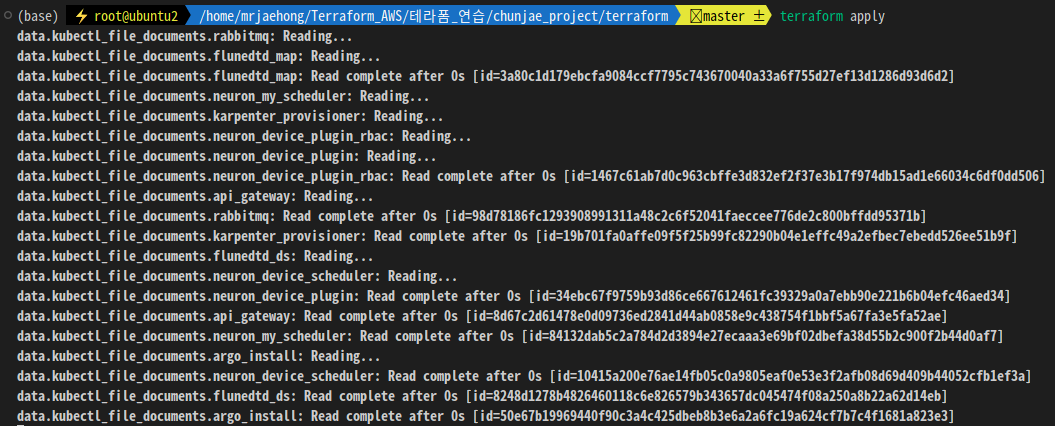 (base) ⚡ root@ubuntu2 /home/mrjaehong/Terraform_AWS/테라폼_연습/chunjae_project/terraform master ± terraform apply
data.kubectl_file_documents.rabbitmq: Reading...
data.kubectl_file_documents.flunedtd_map: Reading...
data.kubectl_file_documents.flunedtd_map: Read complete after 0s [id=3a80c1d179ebcfa9084ccf7795c743670040a33a6f755d27ef13d1286d93d6d2]
data.kubectl_file_documents.neuron_my_scheduler: Reading...
data.kubectl_file_documents.karpenter_provisioner: Reading...
data.kubectl_file_documents.neuron_device_plugin_rbac: Reading...
data.kubectl_file_documents.neuron_device_plugin: Reading...
data.kubectl_file_documents.neuron_device_plugin_rbac: Read complete after 0s [id=1467c61ab7d0c963cbffe3d832ef2f37e3b17f974db15ad1e66034c6df0dd506]
data.kubectl_file_documents.api_gateway: Reading...
data.kubectl_file_documents.rabbitmq: Read complete after 0s [id=98d78186fc1293908991311a48c2c6f52041faeccee776de2c800bffdd95371b]
data.kubectl_file_documents.karpenter_provisioner: Read complete after 0s [id=19b701fa0affe09f5f25b99fc82290b04e1effc49a2efbec7ebedd526ee51b9f]
data.kubectl_file_documents.flunedtd_ds: Reading...
data.kubectl_file_documents.neuron_device_scheduler: Reading...
data.kubectl_file_documents.neuron_device_plugin: Read complete after 0s [id=34ebc67f9759b93d86ce667612461fc39329a0a7ebb90e221b6b04efc46aed34]
data.kubectl_file_documents.api_gateway: Read complete after 0s [id=8d67c2d61478e0d09736ed2841d44ab0858e9c438754f1bbf5a67fa3e5fa52ae]
data.kubectl_file_documents.neuron_my_scheduler: Read complete after 0s [id=84132dab5c2a784d2d3894e27ecaaa3e69bf02dbefa38d55b2c900f2b44d0af7]
data.kubectl_file_documents.argo_install: Reading...
data.kubectl_file_documents.neuron_device_scheduler: Read complete after 0s [id=10415a200e76ae14fb05c0a9805eaf0e53e3f2afb08d69d409b44052cfb1ef3a]
data.kubectl_file_documents.flunedtd_ds: Read complete after 0s [id=8248d1278b4826460118c6e826579b343657dc045474f08a250a8b22a62d14eb]
data.kubectl_file_documents.argo_install: Read complete after 0s [id=50e67b19969440f90c3a4c425dbeb8b3e6a2a6fc19a624cf7b7c4f1681a823e3]